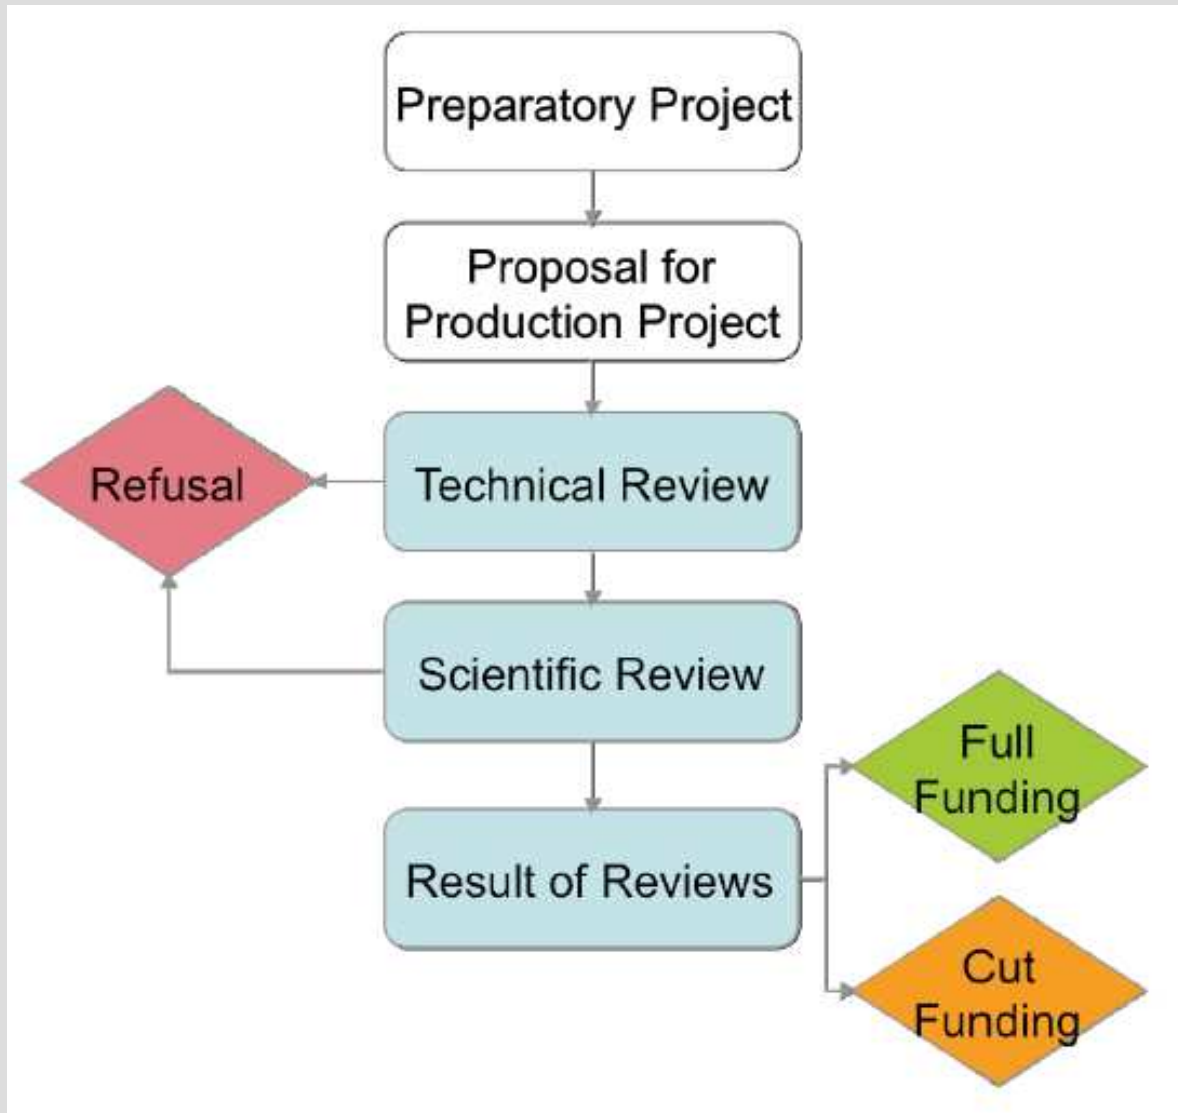 Preparatory Project
Proposal for
Production Project
Refusal
Technical Review
Scientific Review
Full
Funding
Result of Reviews
Cut
Funding